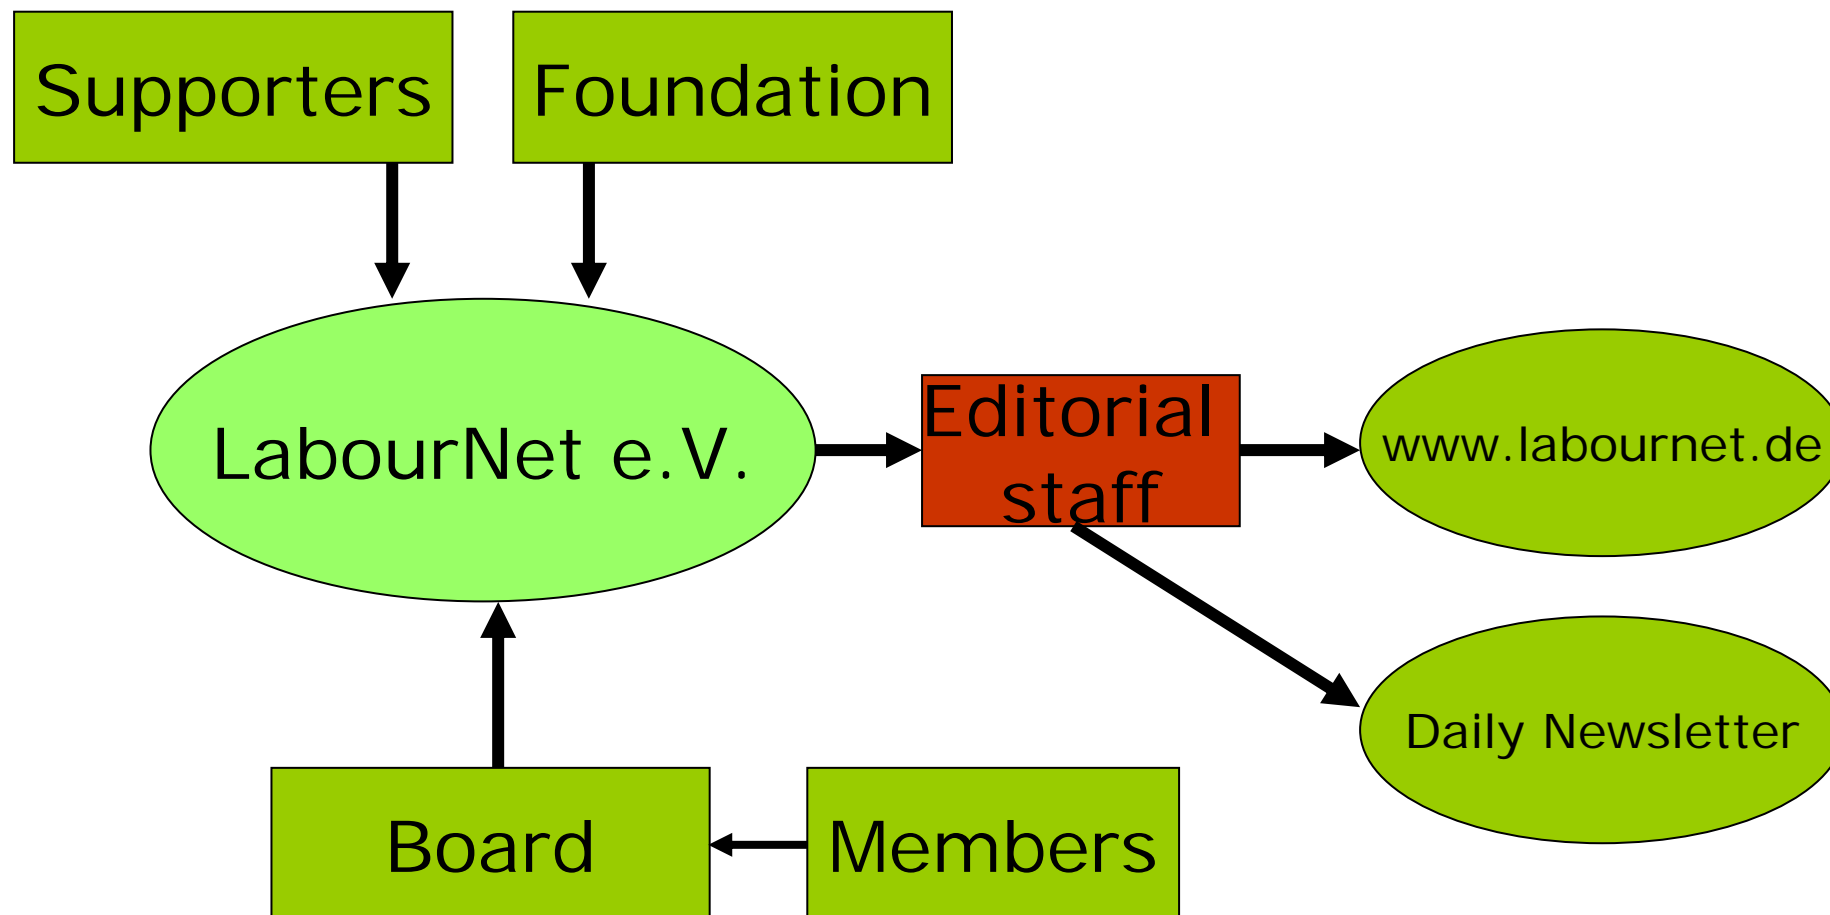 Supporters
Foundation
LabourNet e.V.
Editorial
staff
www.labournet.de
Daily Newsletter
Board
Members